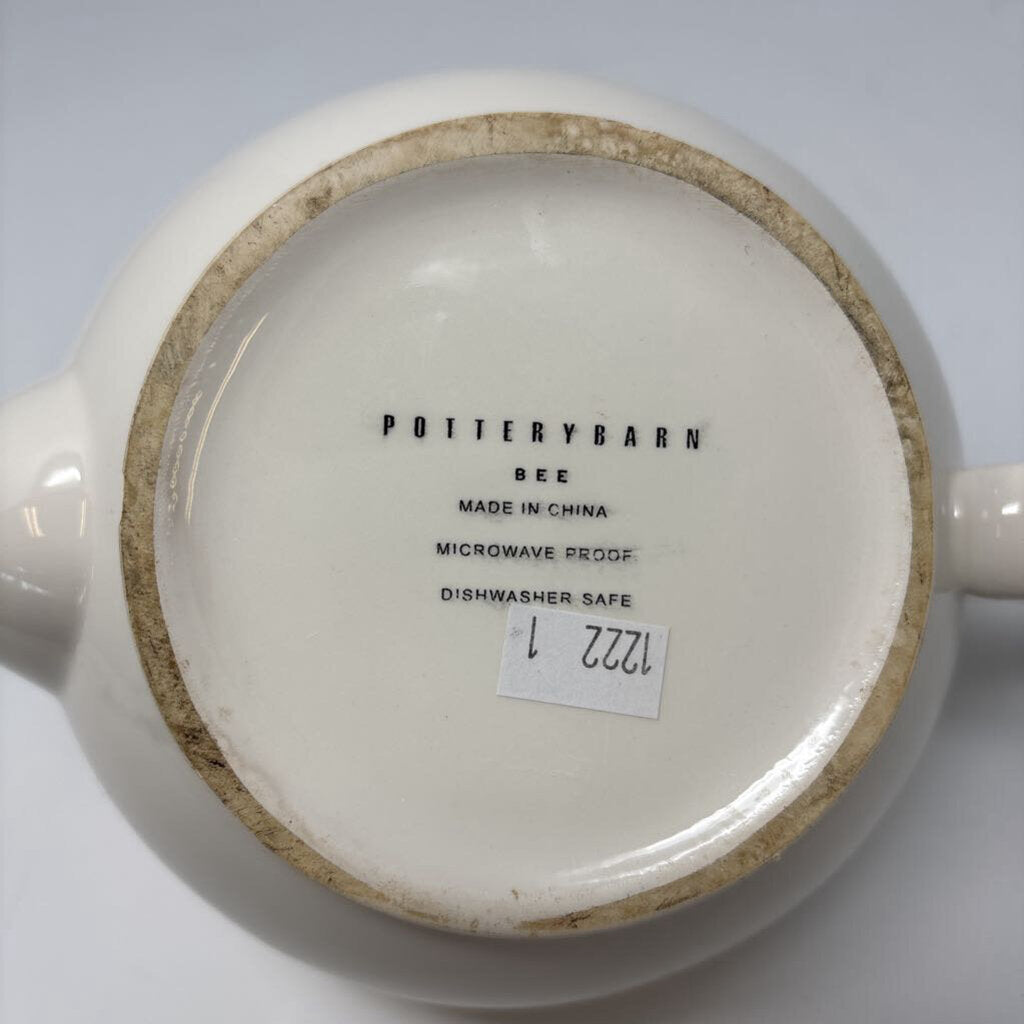 POTTERYBARN
BEE
MADE IN CHINA
MICROWAVE PROOF
DISHWASHER SAFE
1222 1